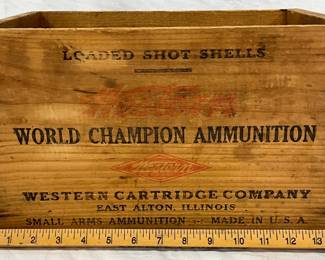 LOADED SHOT SHELLS
WORLD CHAMPION AMMUNITION
Western
WESTERN CARTRIDGE COMPANY
EAST ALTON, ILLINOIS
SMALL ARMS AMMUNITION - MADE IN U.S.A.
1 2 3 4 5 6 7 8 9 10 11 12 13